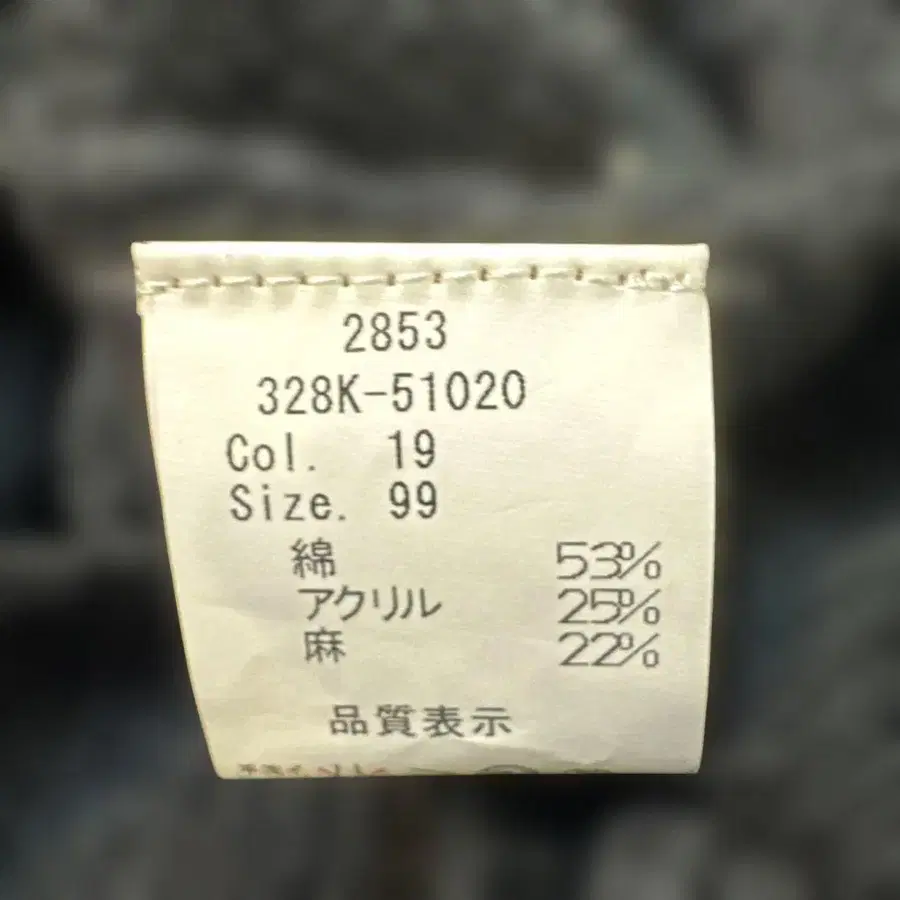 2853
328K-51020
Col. 19
Size. 99
綿 53%
アクリル 25%
麻 22%
品質表示